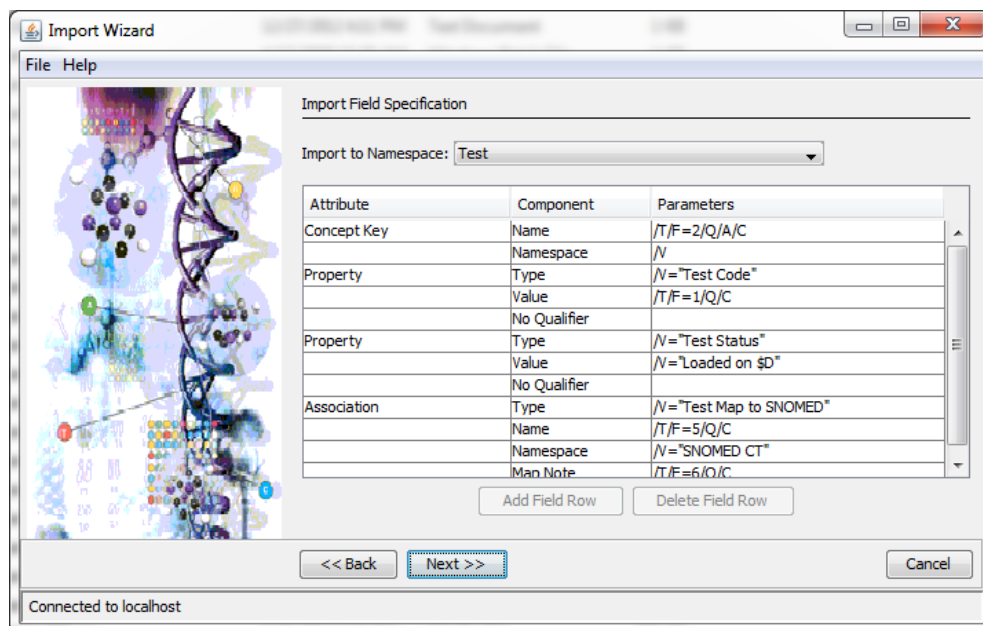 Import Wizard
File Help
Import Field Specification
Import to Namespace: Test
Attribute Component Parameters
Concept Key Name /T/F=2/Q/A/C
Namespace /V
Property Type /V="Test Code"
Value /T/F=1/Q/C
No Qualifier
Property Type /V="Test Status"
Value /V="Loaded on $D"
No Qualifier
Association Type /V="Test Map to SNOMED"
Name /T/F=5/Q/C
Namespace /V="SNOMED CT"
Map Note /T/F=6/Q/C
Add Field Row Delete Field Row
<< Back Next >> Cancel
Connected to localhost